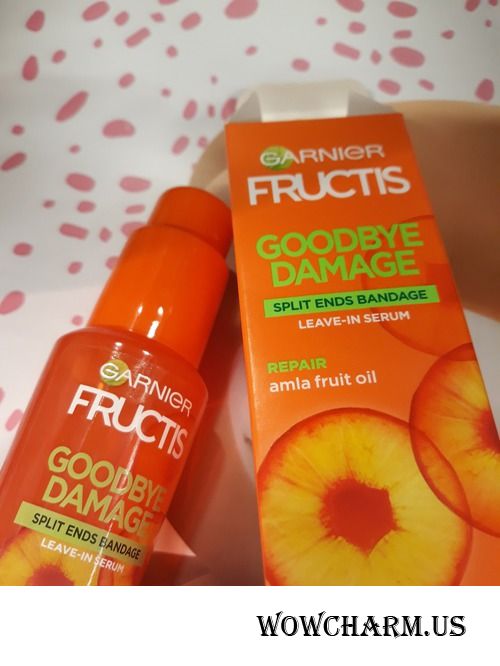 GARNIER
FRUCTIS
GOODBYE
DAMAGE
SPLIT ENDS BANDAGE
LEAVE-IN SERUM
REPAIR
amla fruit oil
GARNIER
FRUCTIS
GOODBYE
DAMAGE
SPLIT ENDS BANDAGE
LEAVE-IN SERUM
WOWCHARM.US